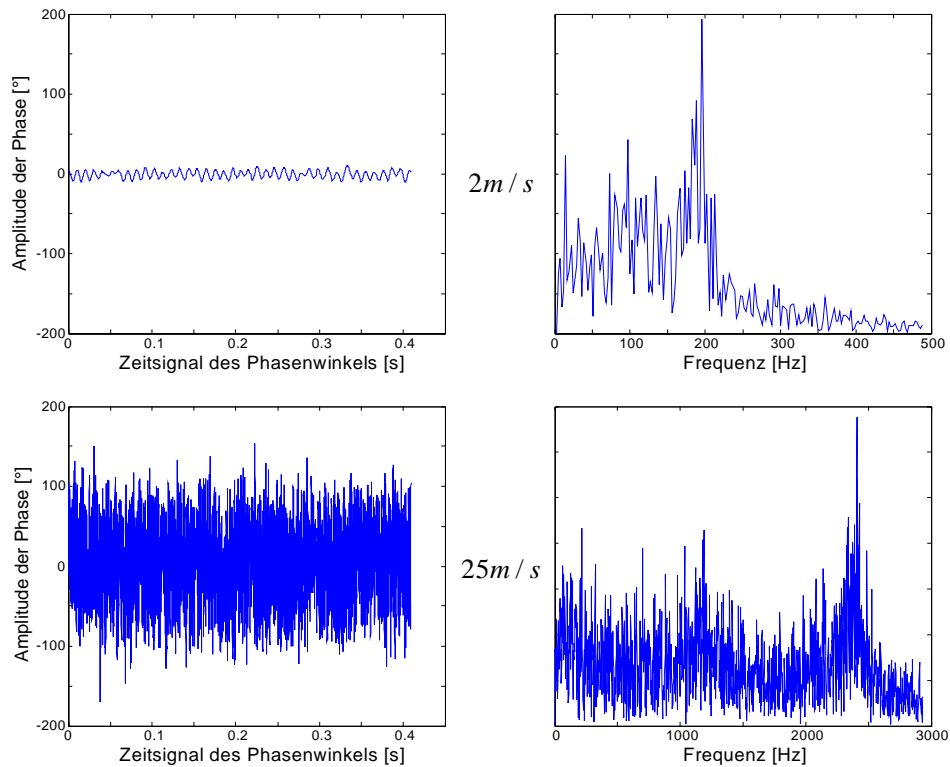 200
100
0
-100
-200
Amplitude der Phase [°]
0 0.1 0.2 0.3 0.4
Zeitsignal des Phasenwinkels [s]
2m / s
0 100 200 300 400 500
Frequenz [Hz]
200
100
0
-100
-200
Amplitude der Phase [°]
0 0.1 0.2 0.3 0.4
Zeitsignal des Phasenwinkels [s]
25m / s
0 1000 2000 3000
Frequenz [Hz]